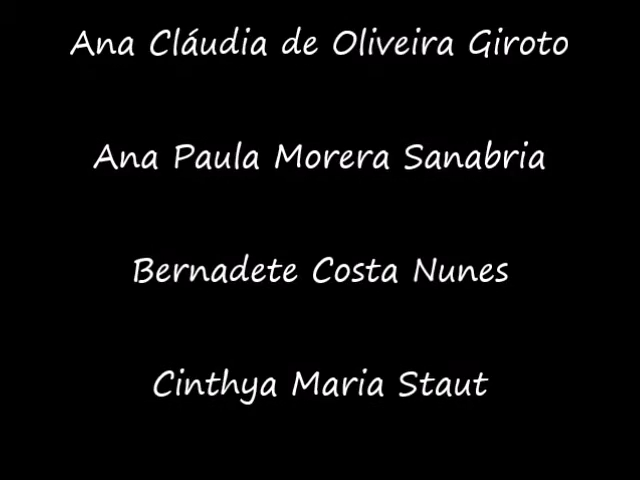 Ana Cláudia de Oliveira Giroto
Ana Paula Morera Sanabria
Bernadete Costa Nunes
Cinthya Maria Staut